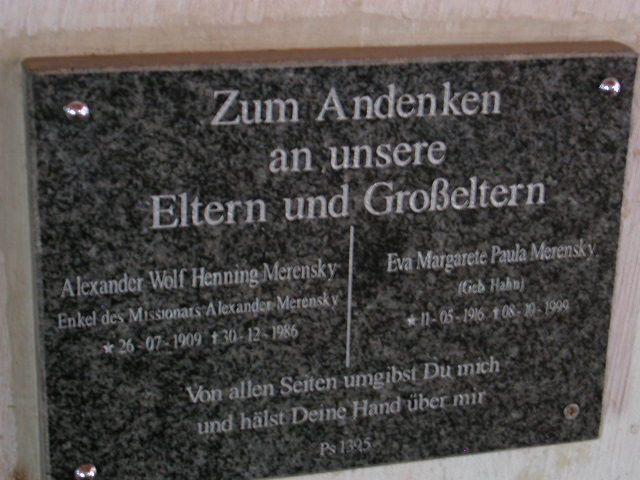 Zum Andenken
an unsere
Eltern und Großeltern
Alexander Wolf Henning Merensky
Enkel des Missionars Alexander Merensky
★ 26-07-1909 † 30-12-1986
Eva Margarete Paula Merensky
(Geb. Hahn)
★ 11-05-1916 † 08-10-1999
Von allen Seiten umgibst Du mich
und hälst Deine Hand über mir
Ps 139.5